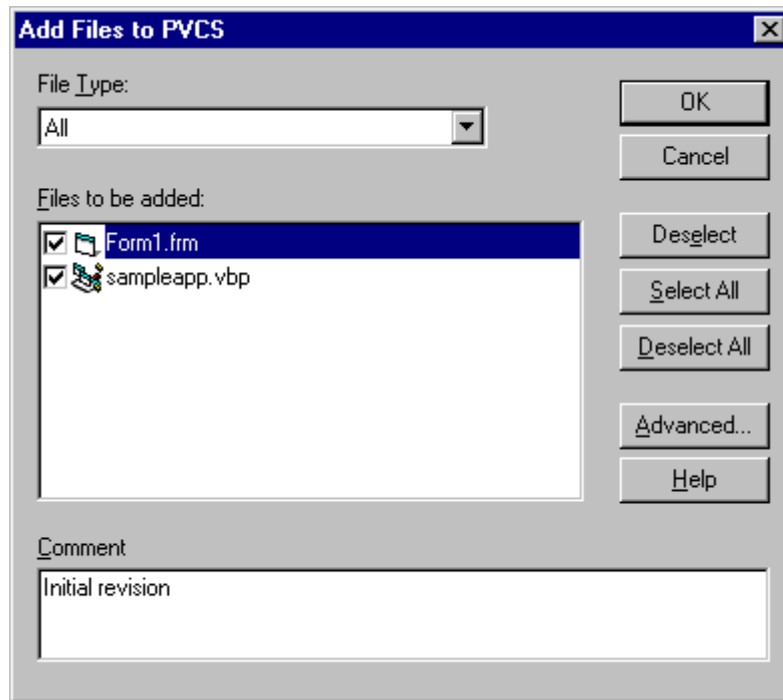 Add Files to PVCS
File Type:
All
OK
Cancel
Files to be added:
Form1.frm
sampleapp.vbp
Deselect
Select All
Deselect All
Advanced...
Help
Comment
Initial revision